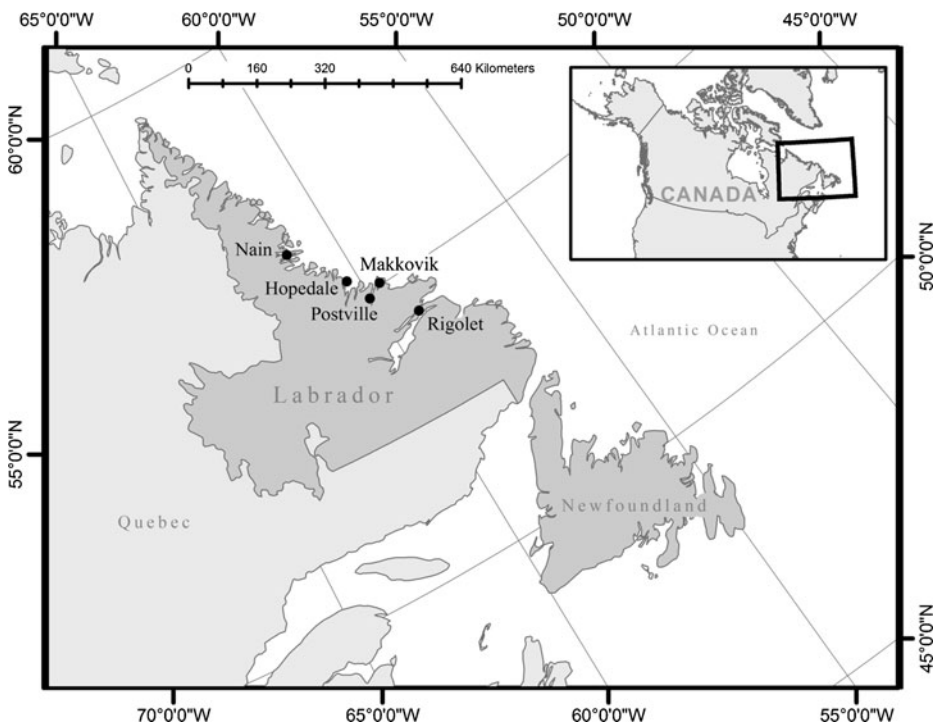 65°0'0"W
60°0'0"W
55°0'0"W
50°0'0"W
45°0'0"W
0 160 320 640 Kilometers
60°0'0"N
CANADA
Nain
50°0'0"N
Makkovik
Hopedale
Postville
Rigolet
Atlantic Ocean
Labrador
55°0'0"N
Newfoundland
Quebec
45°0'0"N
70°0'0"W
65°0'0"W
60°0'0"W
55°0'0"W